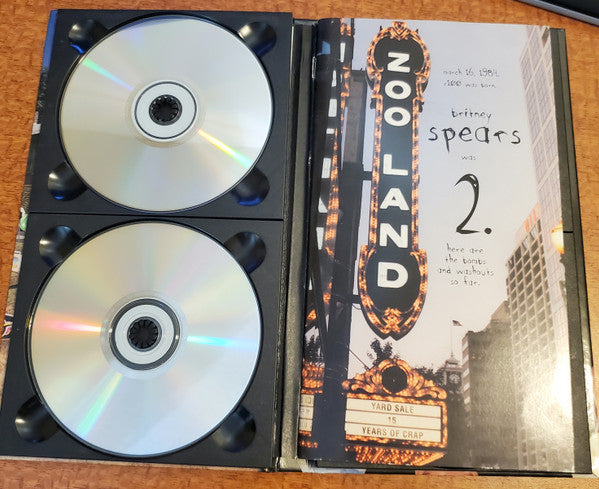 ZOO LAND
march 16, 1984.
z100 was born.
britney
spears
was
2.
here are
the bombs
and washouts
so far.
YARD SALE
15
YEARS OF CRAP